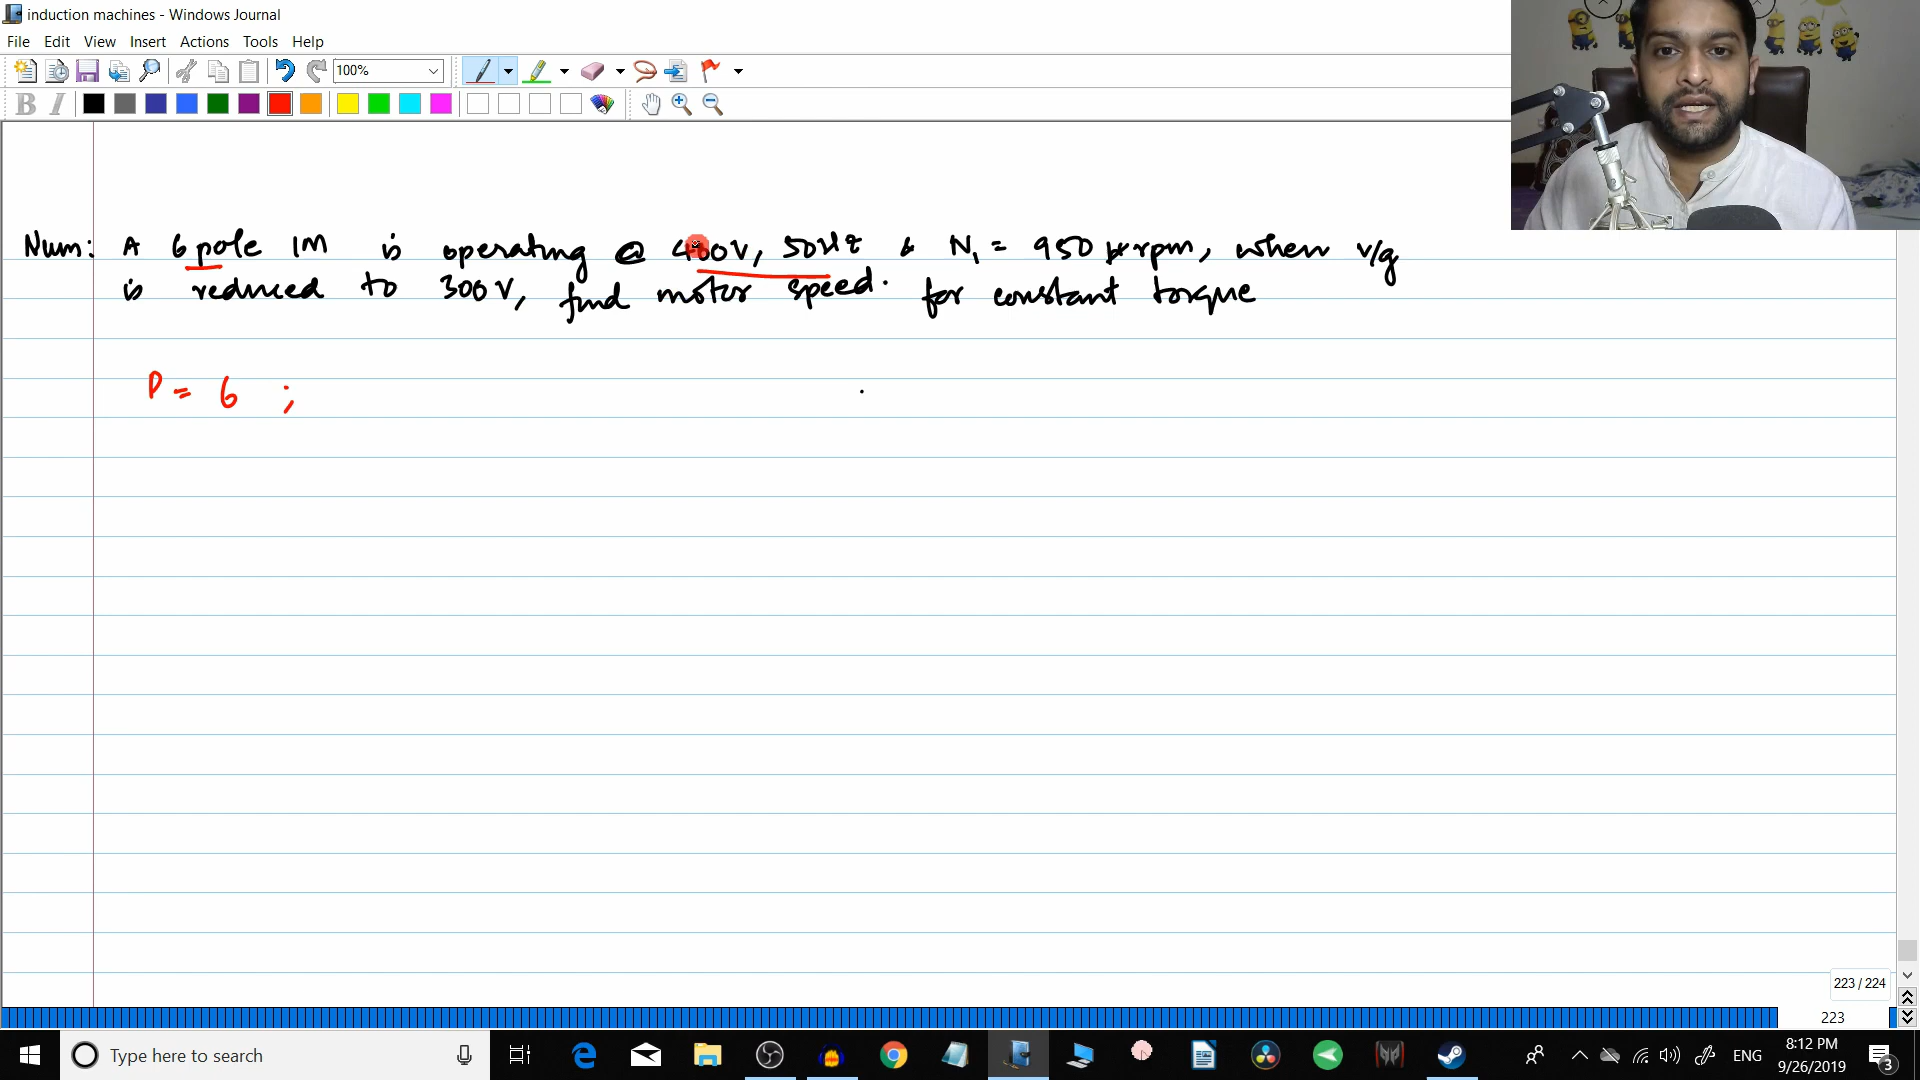 induction machines - Windows Journal
File Edit View Insert Actions Tools Help
100%
B I
Num: A 6 pole IM is operating @ 400V, 50Hz & N1 = 950 rpm, when v/g
is reduced to 300V, find motor speed. for constant torque
P = 6 ;
223 / 224
223
Type here to search
ENG
8:12 PM
9/26/2019
3